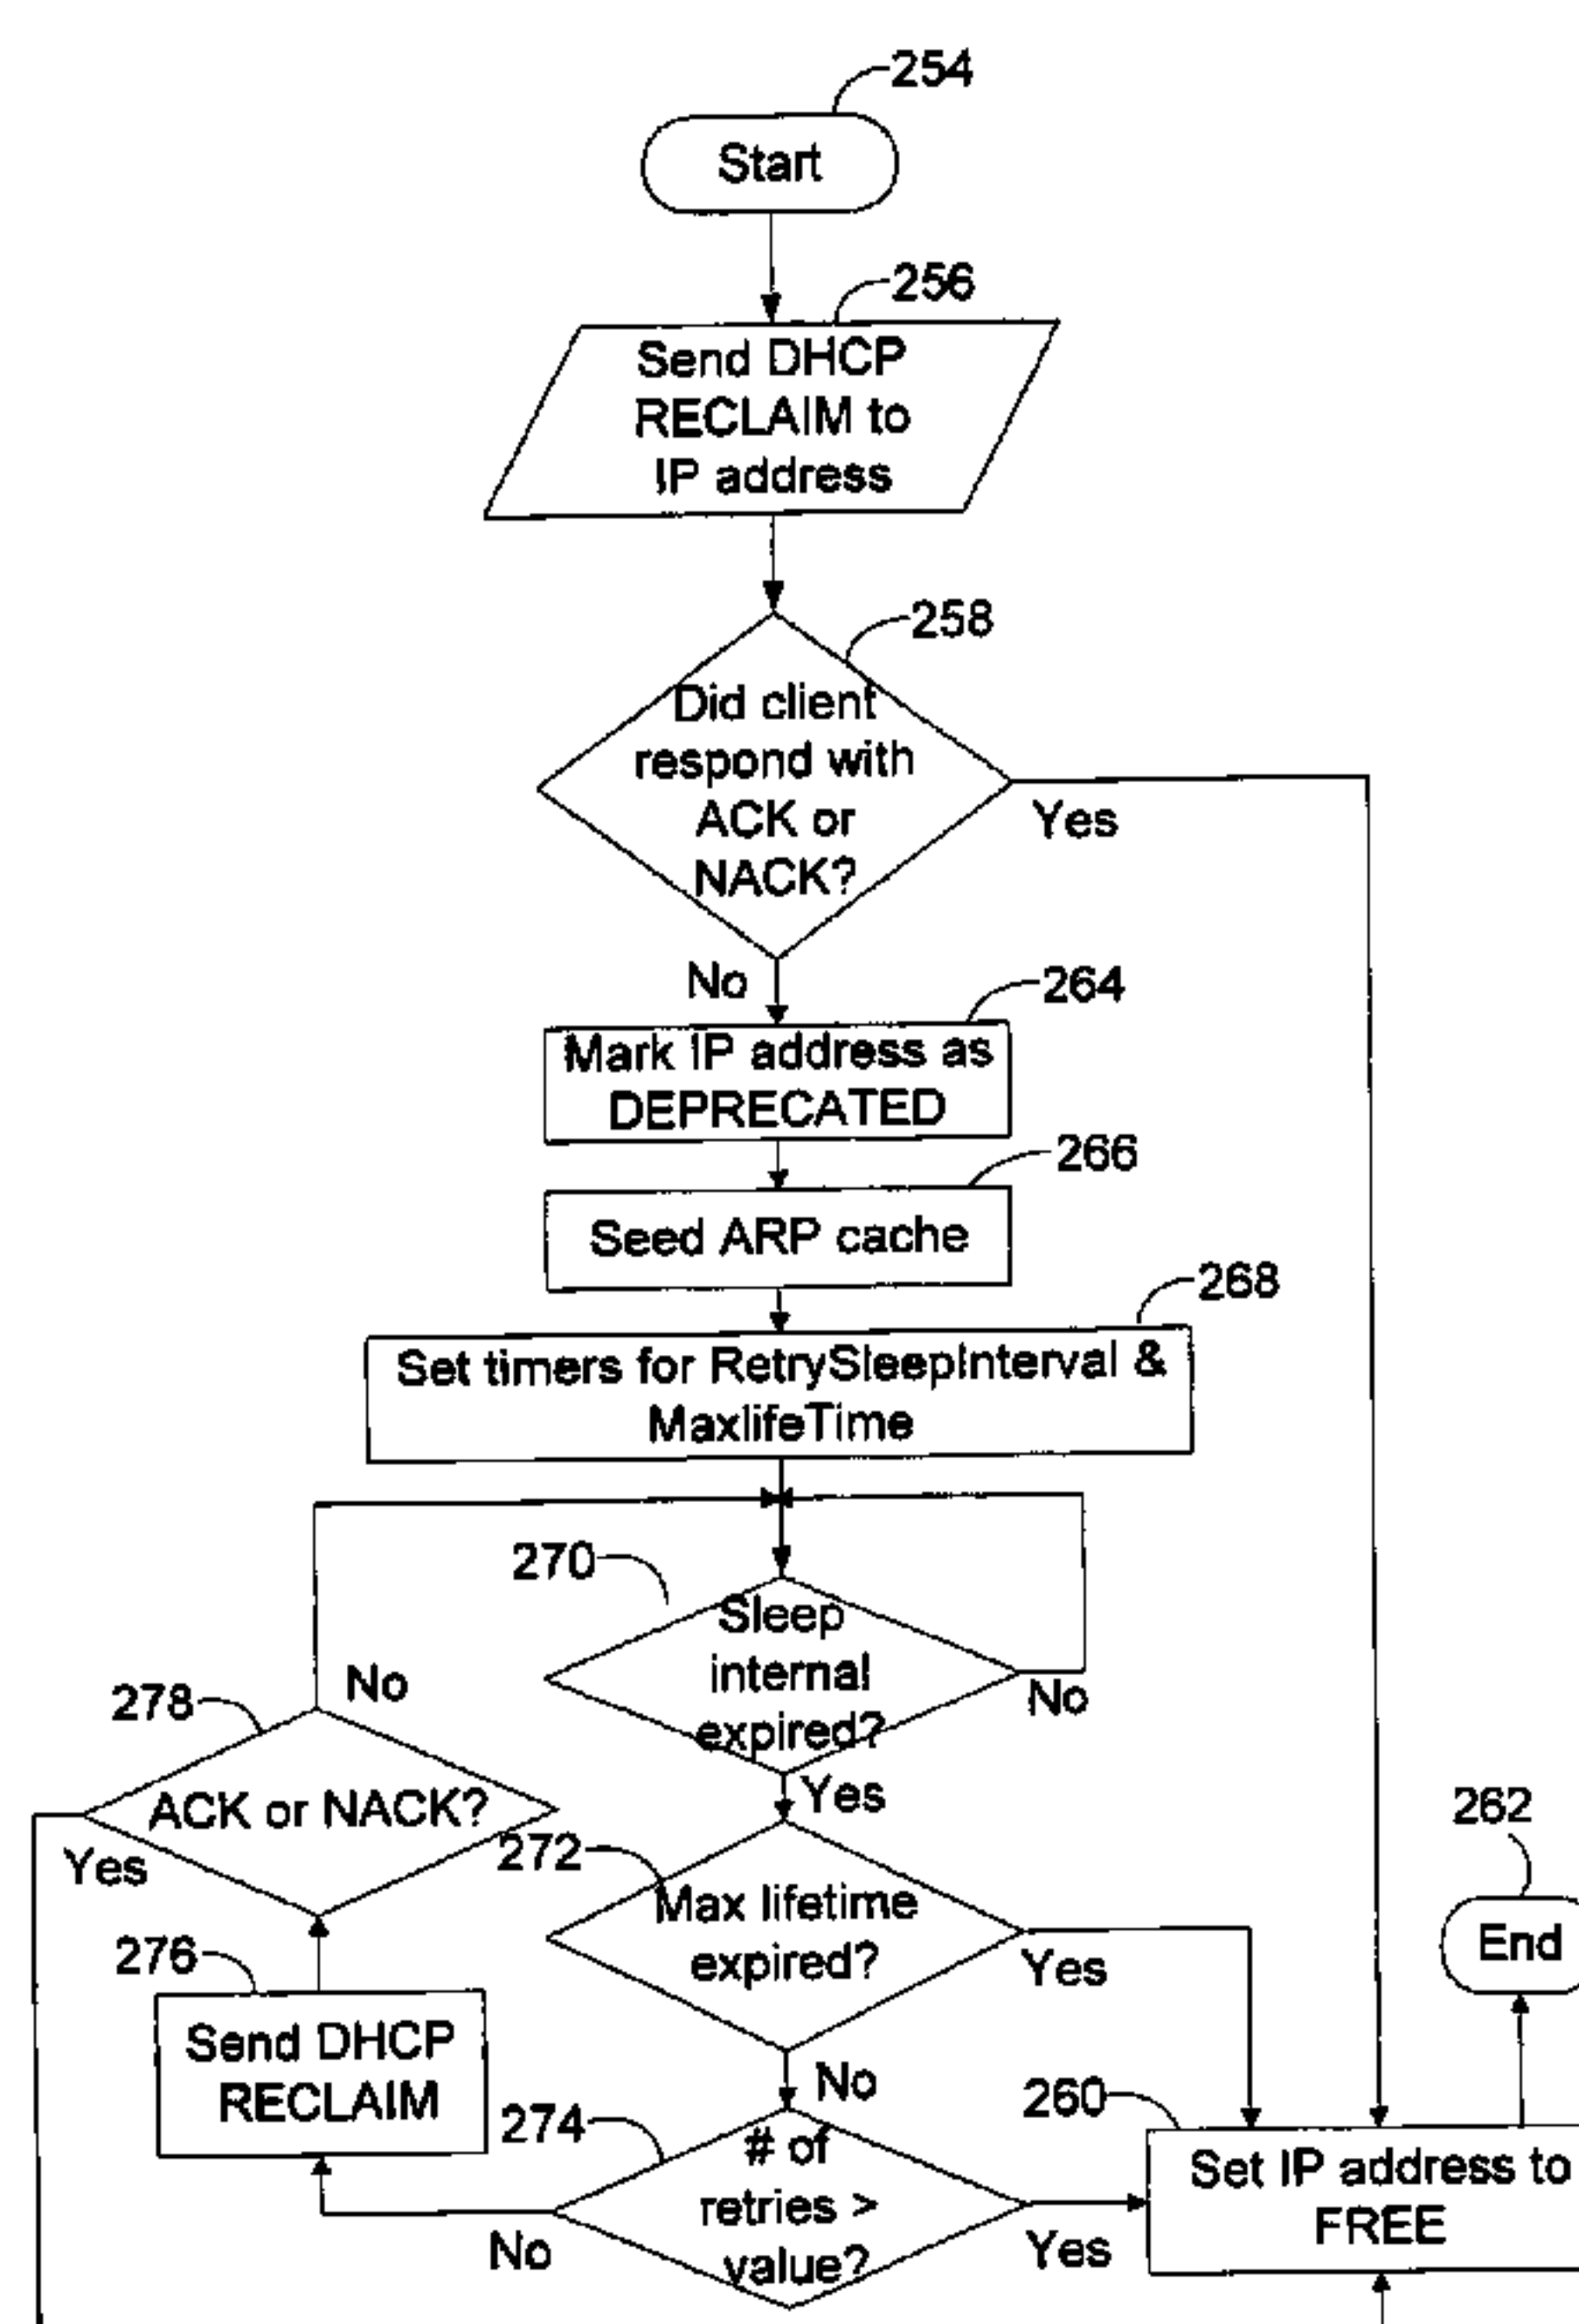 254
Start
256
Send DHCP
RECLAIM to
IP address
258
Did client
respond with
ACK or
NACK?
Yes
No
264
Mark IP address as
DEPRECATED
266
Seed ARP cache
268
Set timers for RetrySleepInterval &
MaxlifeTime
270
Sleep
internal
expired?
No
Yes
278
No
ACK or NACK?
Yes
272
Max lifetime
expired?
Yes
No
262
End
276
Send DHCP
RECLAIM
274
# of
retries >
value?
No
Yes
260
Set IP address to
FREE